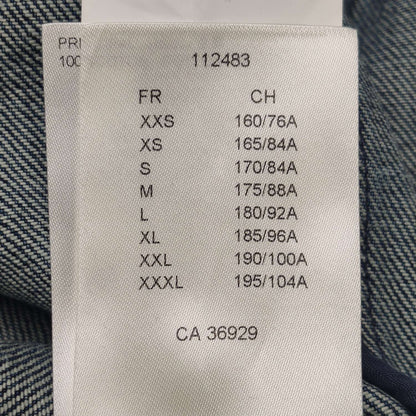 PRI
100
112483
FR CH
XXS 160/76A
XS 165/84A
S 170/84A
M 175/88A
L 180/92A
XL 185/96A
XXL 190/100A
XXXL 195/104A
CA 36929